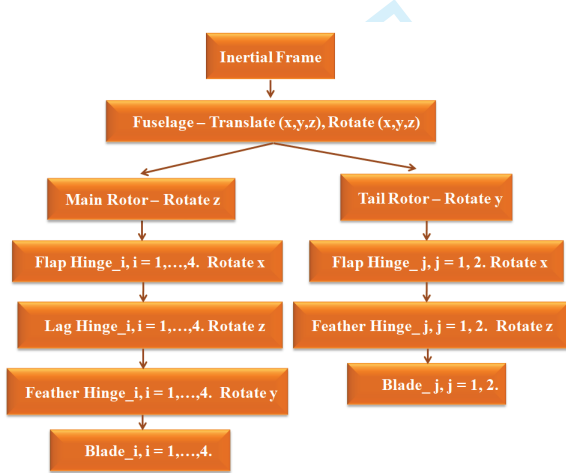 Inertial Frame
Fuselage – Translate (x,y,z), Rotate (x,y,z)
Main Rotor – Rotate z
Tail Rotor – Rotate y
Flap Hinge_i, i = 1,…,4. Rotate x
Flap Hinge_ j, j = 1, 2. Rotate x
Lag Hinge_i, i = 1,…,4. Rotate z
Feather Hinge_ j, j = 1, 2. Rotate z
Feather Hinge_i, i = 1,…,4. Rotate y
Blade_ j, j = 1, 2.
Blade_i, i = 1,…,4.